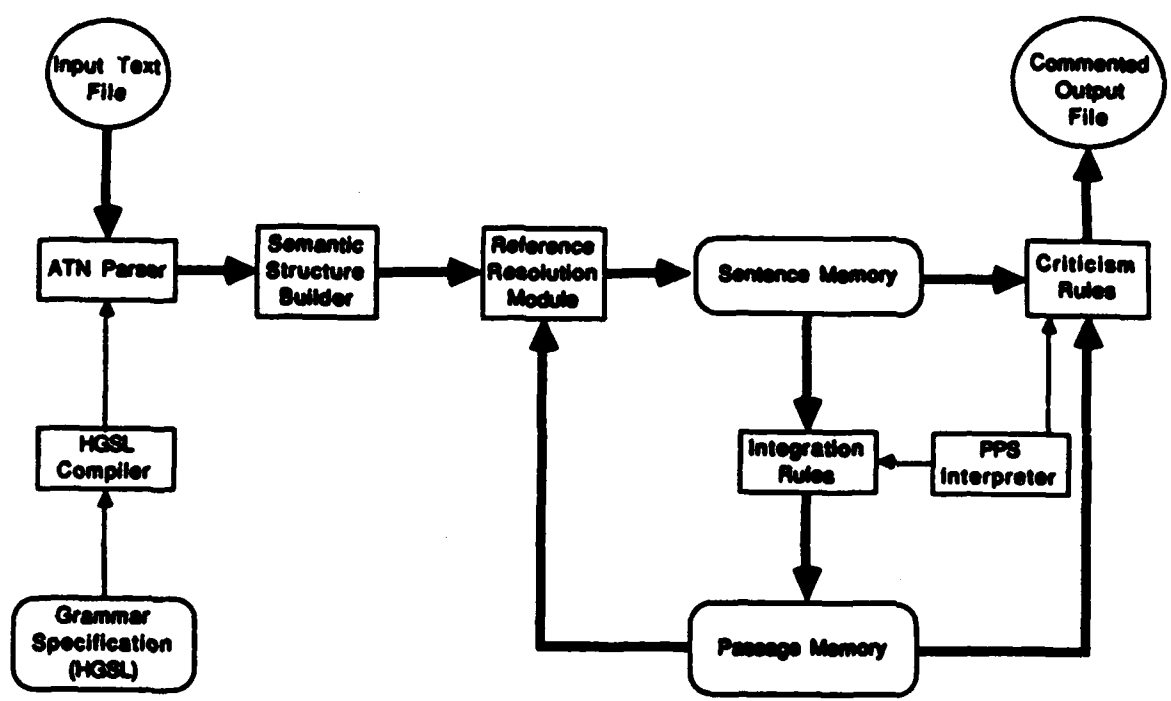 Input Text
File
Commented
Output
File
ATN Parser
Semantic
Structure
Builder
Reference
Resolution
Module
Sentence Memory
Criticism
Rules
HGSL
Compiler
Integration
Rules
PPS
Interpreter
Grammar
Specification
(HGSL)
Passage Memory